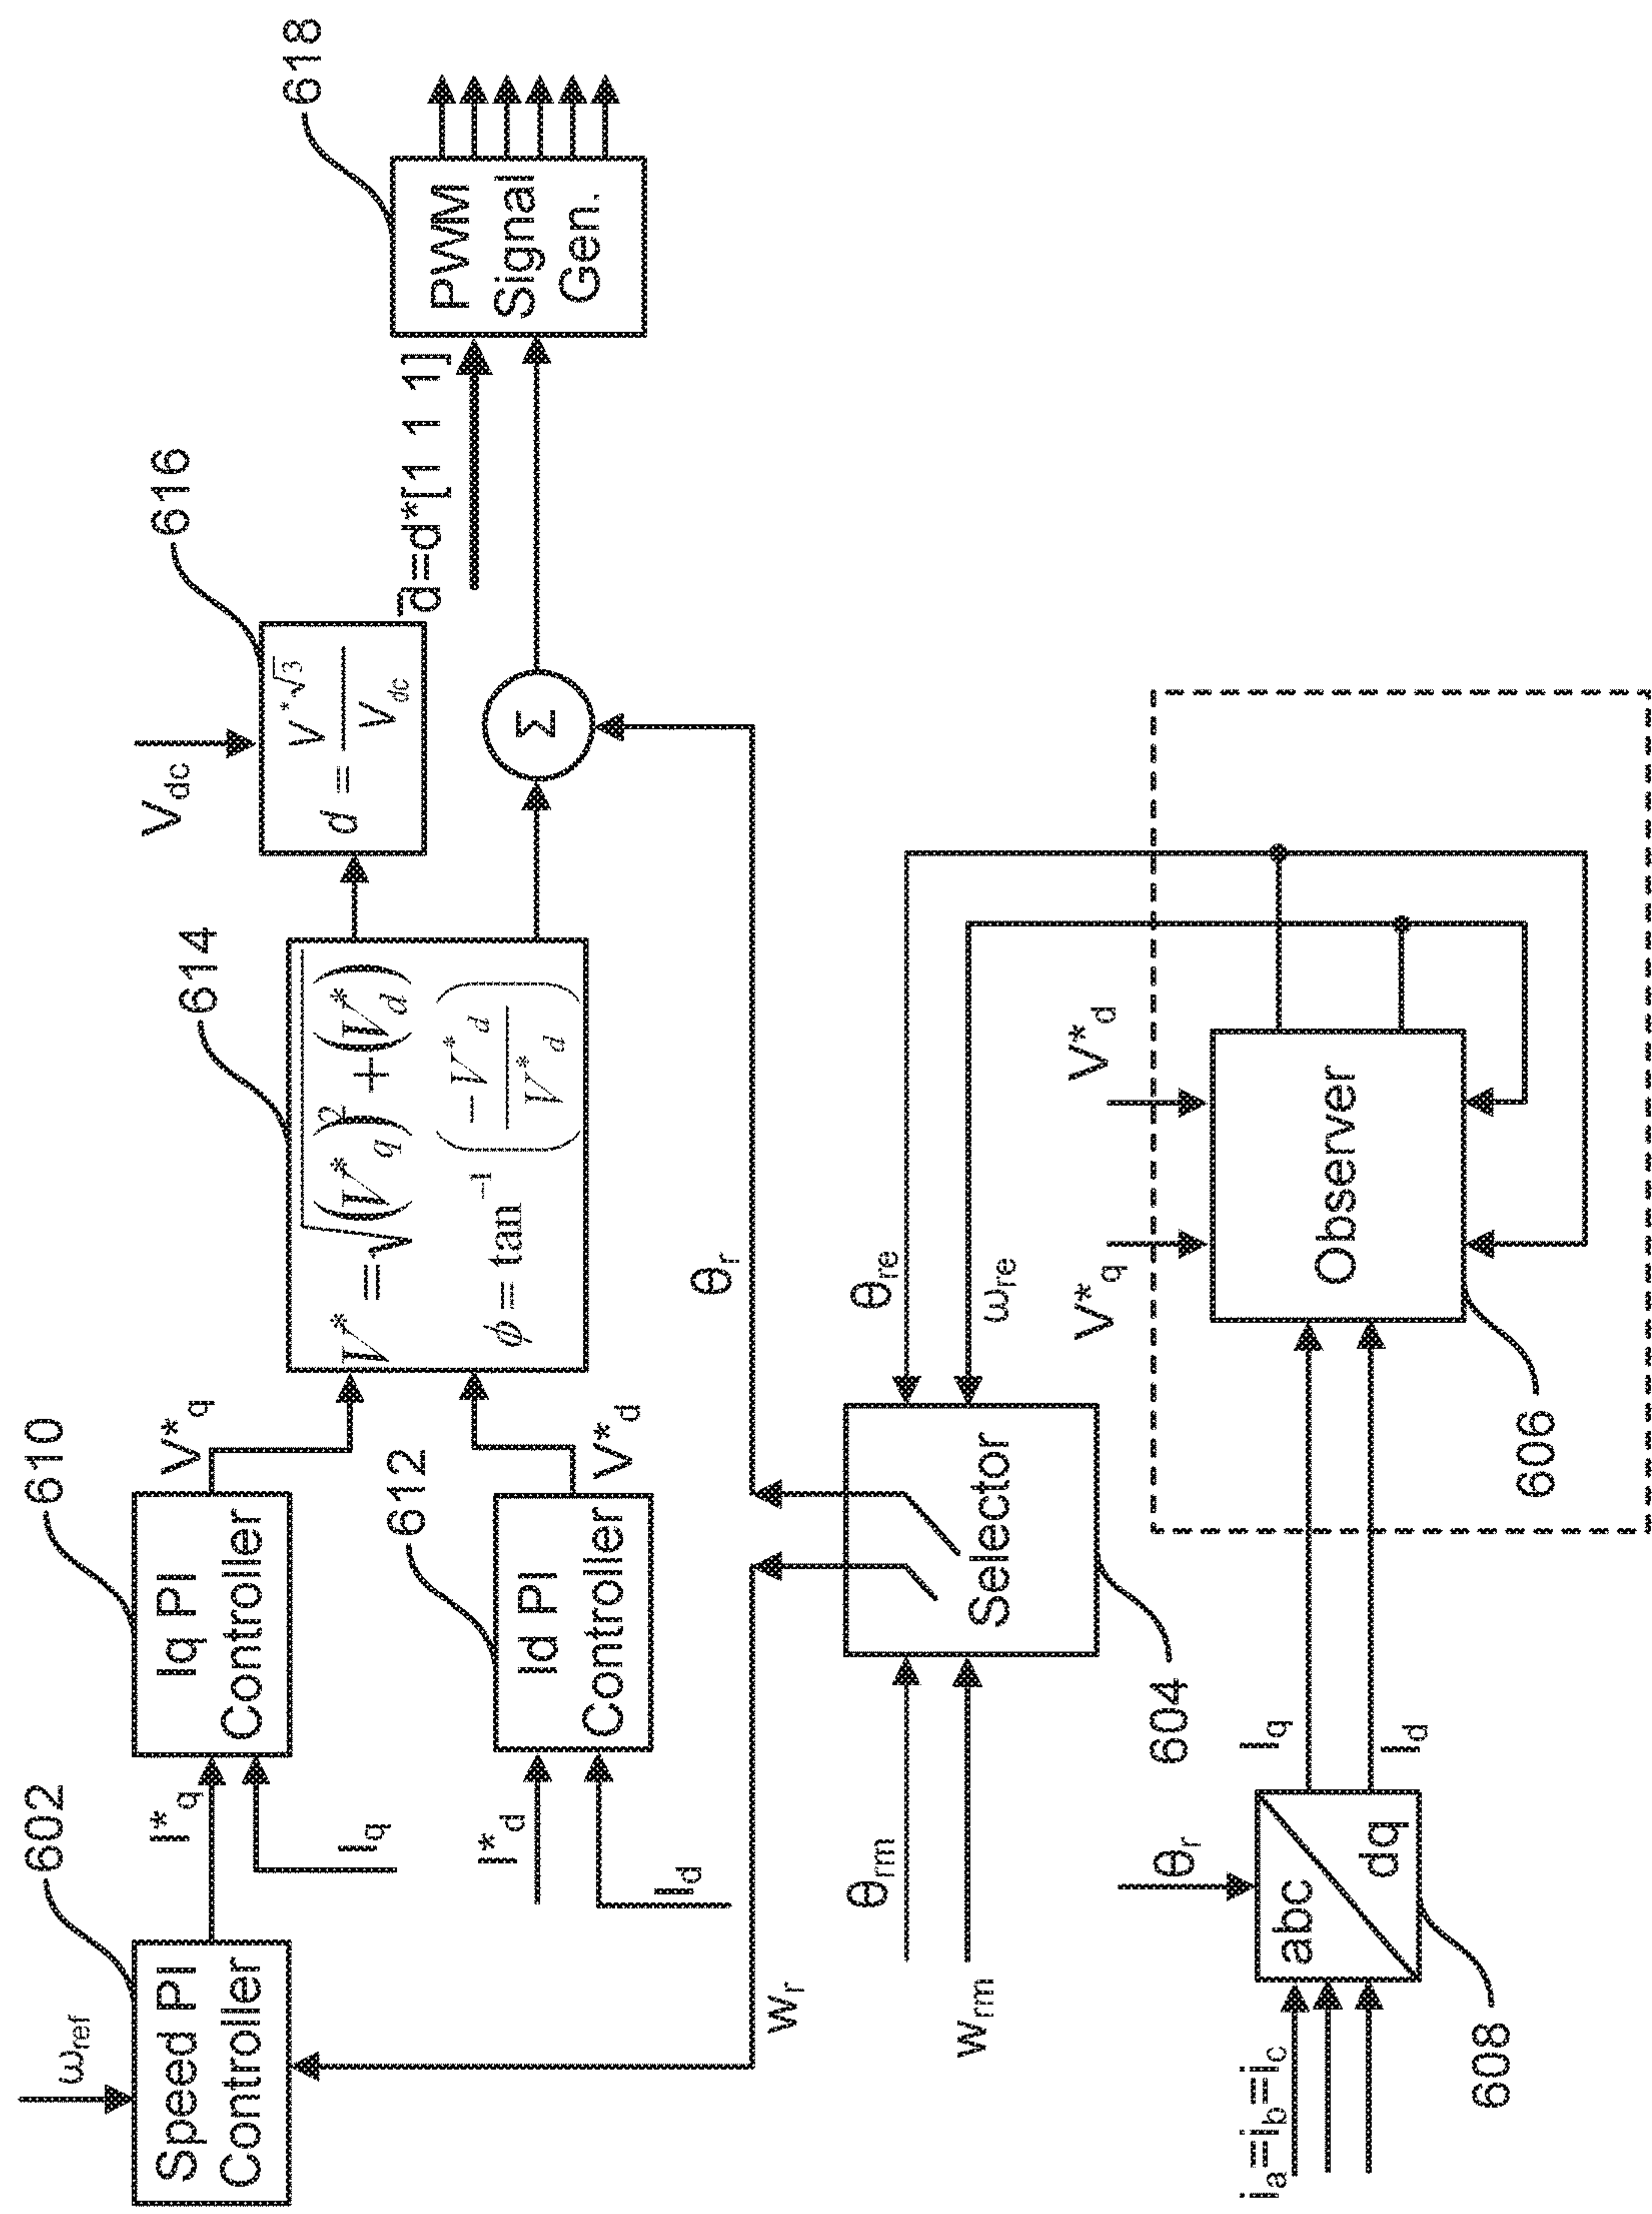 ω_ref
602
Speed PI
Controller
I*_q
I_q
610
Iq PI
Controller
V*_q
I*_d
I_d
612
Id PI
Controller
V*_d
614
V* = √((V*_q)² + (V*_d))
ϕ = tan⁻¹(−V*_d / V*_d)
V_dc
616
d = V*√3 / V_dc
d̅=d*[1 1 1]
Σ
618
PWM
Signal
Gen.
w_r
θ_r
θ_rm
w_rm
Selector
604
θ_re
ω_re
i_a=i_b=i_c
θ_r
abc
dq
608
I_q
I_d
V*_q
V*_d
Observer
606